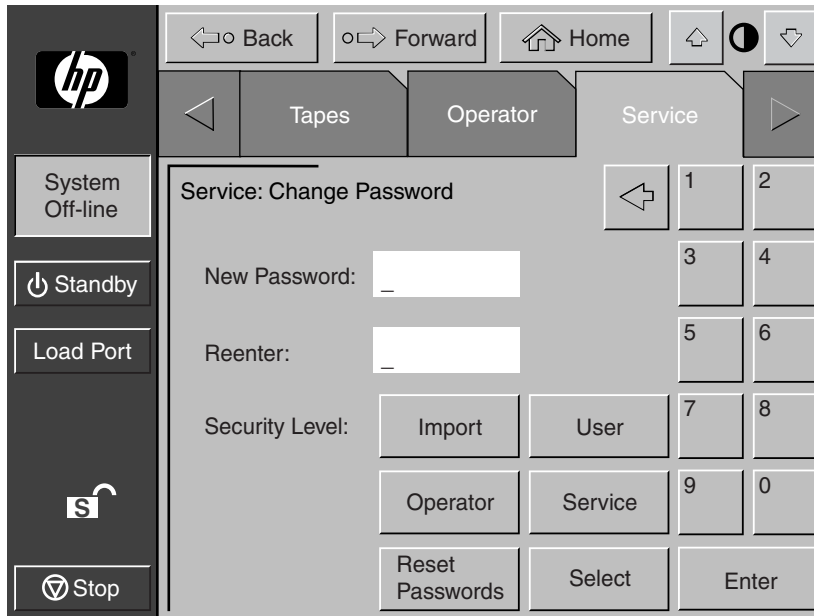 Back
Forward
Home
hp
Tapes
Operator
Service
System
Off-line
Standby
Load Port
S
Stop
Service: Change Password
New Password: _
Reenter: _
Security Level:
Import
User
Operator
Service
Reset
Passwords
Select
1
2
3
4
5
6
7
8
9
0
Enter